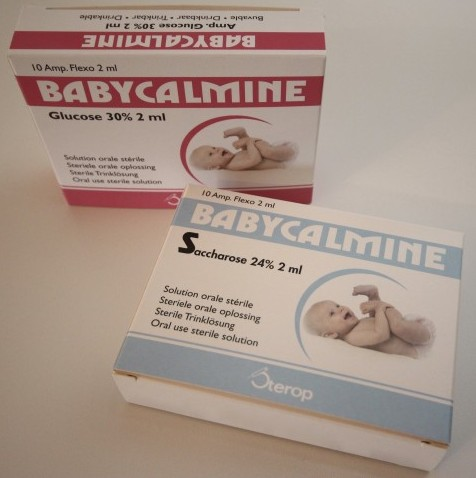 Buvable • Drinkbar • Trinkbar • Drinkable
Amp. Glucose 30% 2 ml
BABYCALMINE
10 Amp. Flexo 2 ml
BABYCALMINE
Glucose 30% 2 ml
Solution orale stérile
Steriele orale oplossing
Sterile Trinklösung
Oral use sterile solution
10 Amp. Flexo 2 ml
BABYCALMINE
Saccharose 24% 2 ml
Solution orale stérile
Steriele orale oplossing
Sterile Trinklösung
Oral use sterile solution
Sterop